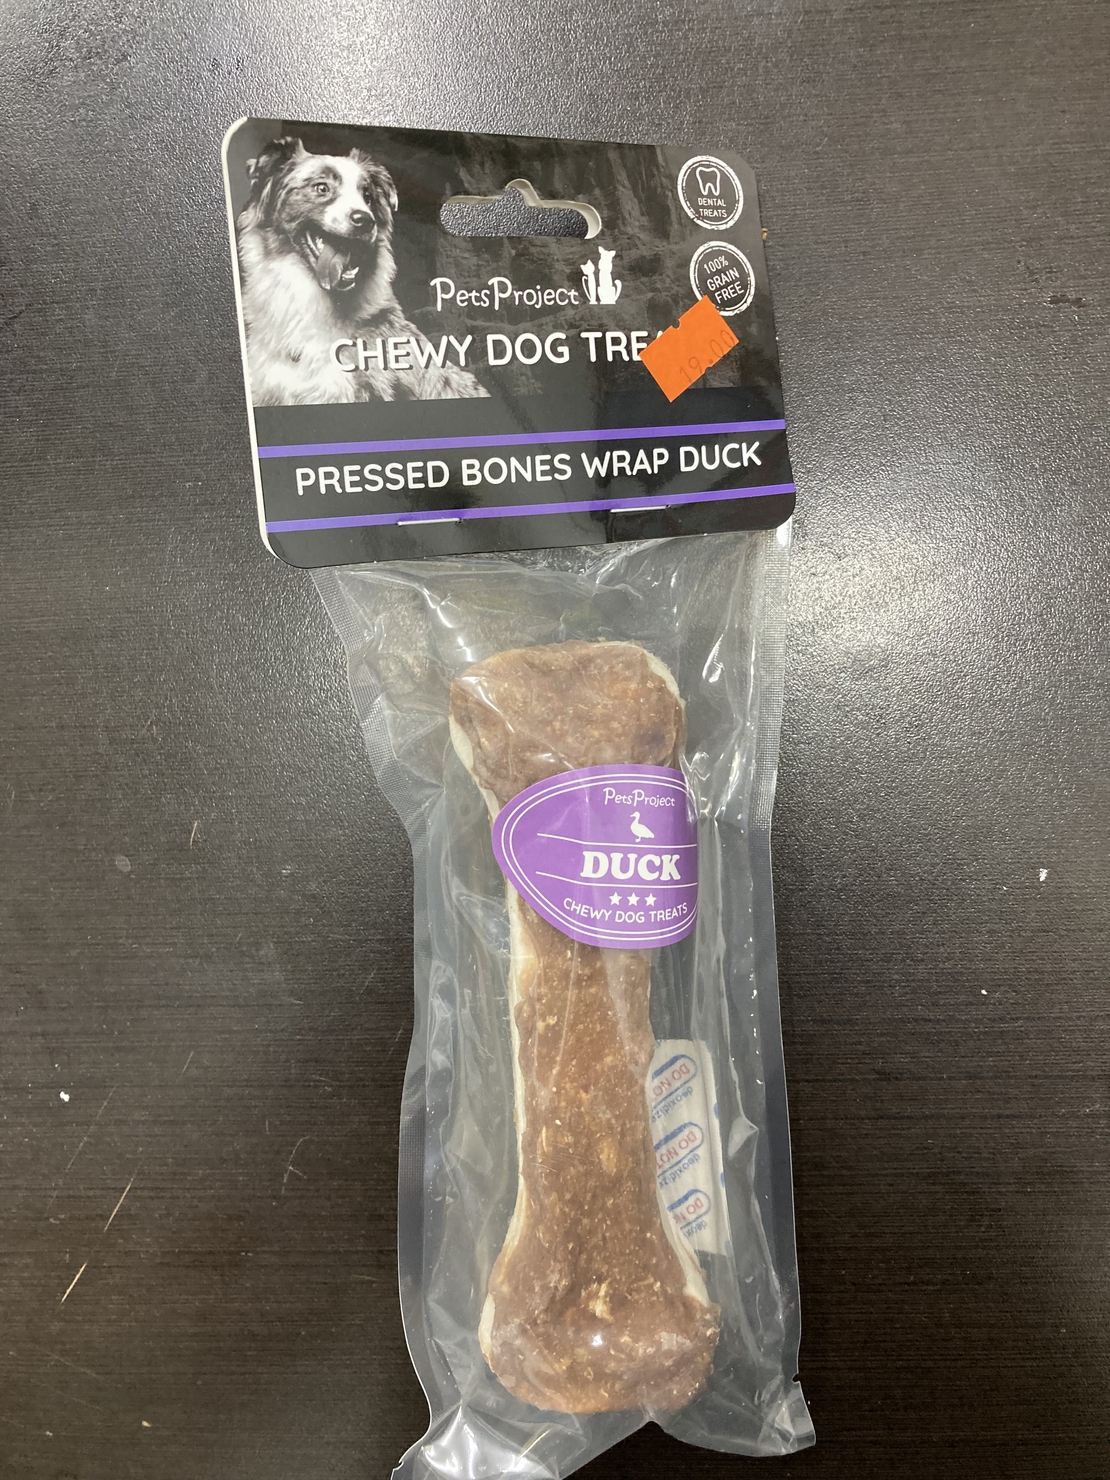 DENTAL
TREATS
100%
GRAIN
FREE
PetsProject
CHEWY DOG
19.00
PRESSED BONES WRAP DUCK
PetsProject
DUCK
CHEWY DOG TREATS
DO NOT
DO NOT
DO